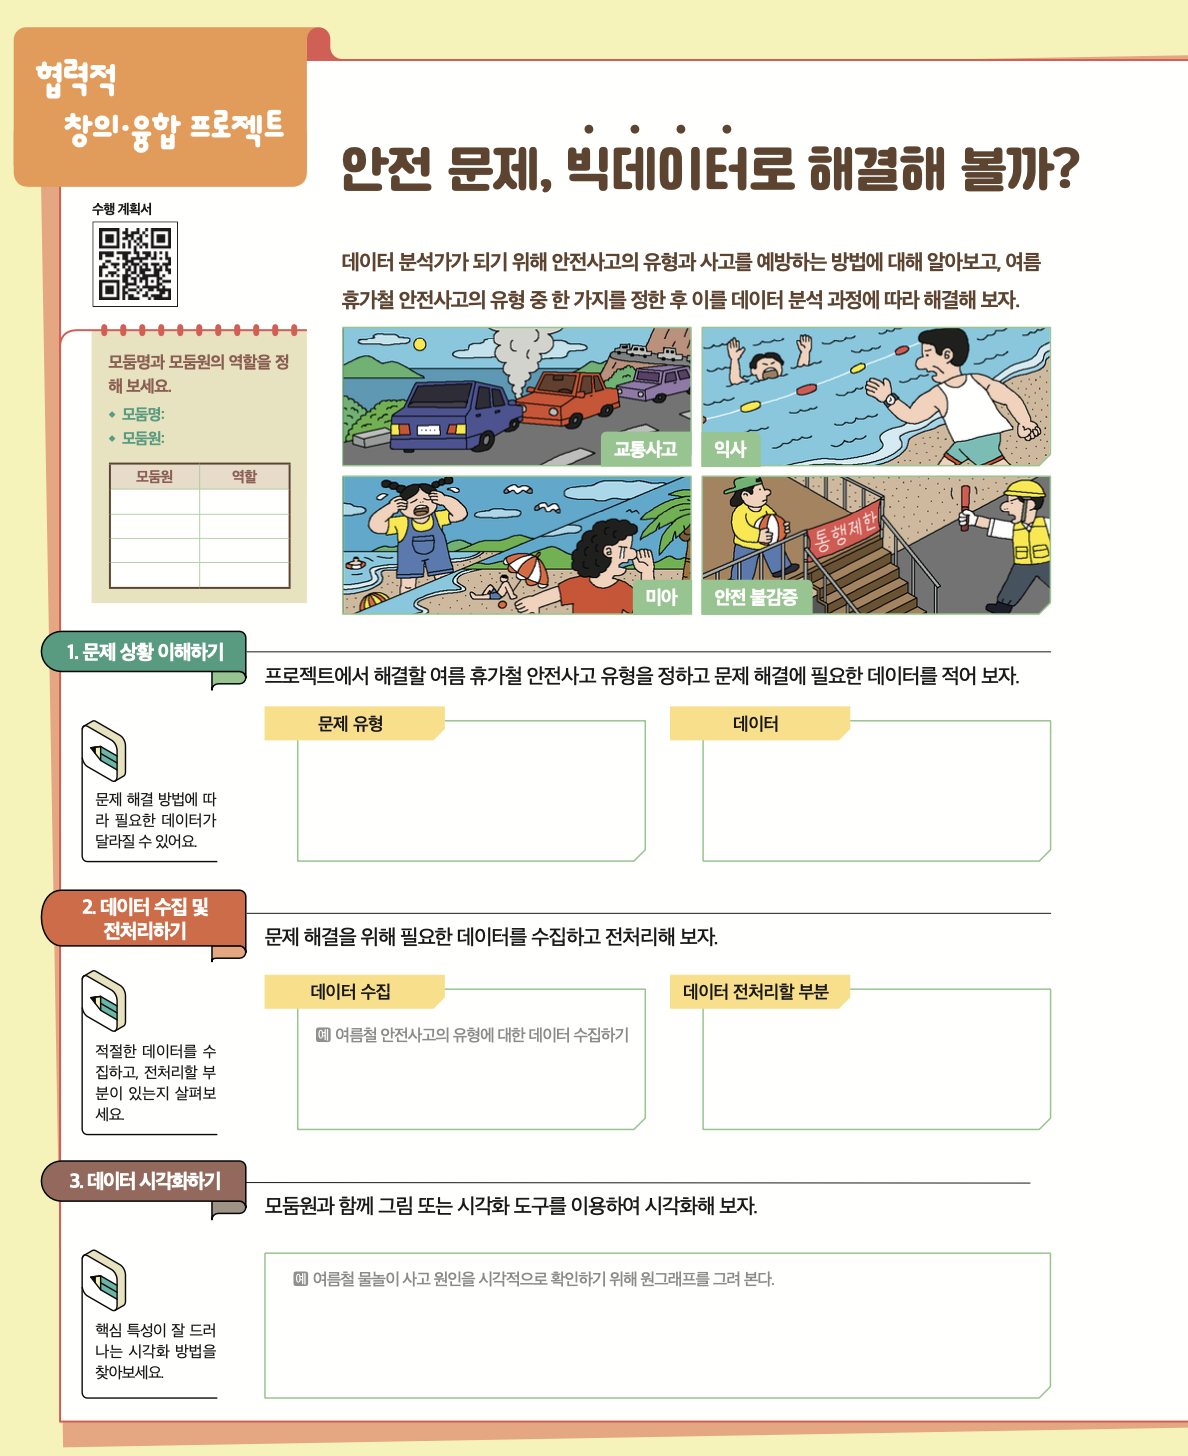 협력적
창의·융합 프로젝트
안전 문제, 빅데이터로 해결해 볼까?
수행 계획서
데이터 분석가가 되기 위해 안전사고의 유형과 사고를 예방하는 방법에 대해 알아보고, 여름
휴가철 안전사고의 유형 중 한 가지를 정한 후 이를 데이터 분석 과정에 따라 해결해 보자.
모둠명과 모둠원의 역할을 정
해 보세요.
모둠명:
모둠원:
모둠원 역할
교통사고
익사
미아
통행제한
안전 불감증
1. 문제 상황 이해하기
프로젝트에서 해결할 여름 휴가철 안전사고 유형을 정하고 문제 해결에 필요한 데이터를 적어 보자.
문제 유형
데이터
문제 해결 방법에 따
라 필요한 데이터가
달라질 수 있어요.
2. 데이터 수집 및
전처리하기
문제 해결을 위해 필요한 데이터를 수집하고 전처리해 보자.
데이터 수집
데이터 전처리할 부분
예 여름철 안전사고의 유형에 대한 데이터 수집하기
적절한 데이터를 수
집하고, 전처리할 부
분이 있는지 살펴보
세요.
3. 데이터 시각화하기
모둠원과 함께 그림 또는 시각화 도구를 이용하여 시각화해 보자.
예 여름철 물놀이 사고 원인을 시각적으로 확인하기 위해 원그래프를 그려 본다.
핵심 특성이 잘 드러
나는 시각화 방법을
찾아보세요.